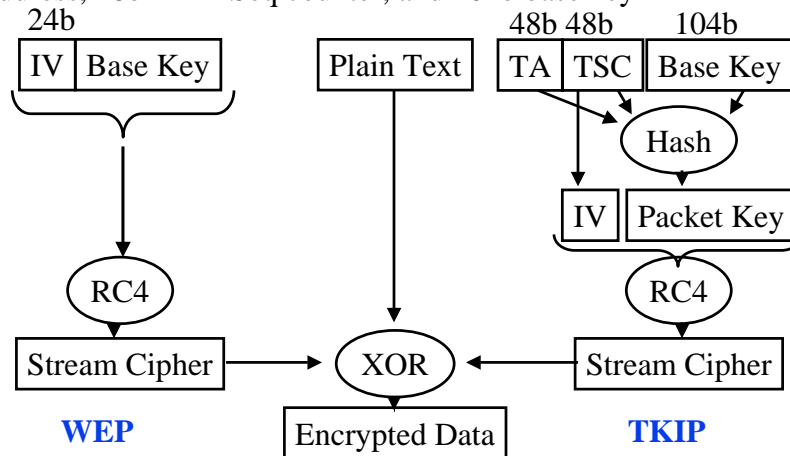 24b
48b 48b 104b
IV Base Key
Plain Text
TA TSC Base Key
Hash
IV Packet Key
RC4
RC4
Stream Cipher
XOR
Stream Cipher
WEP
Encrypted Data
TKIP